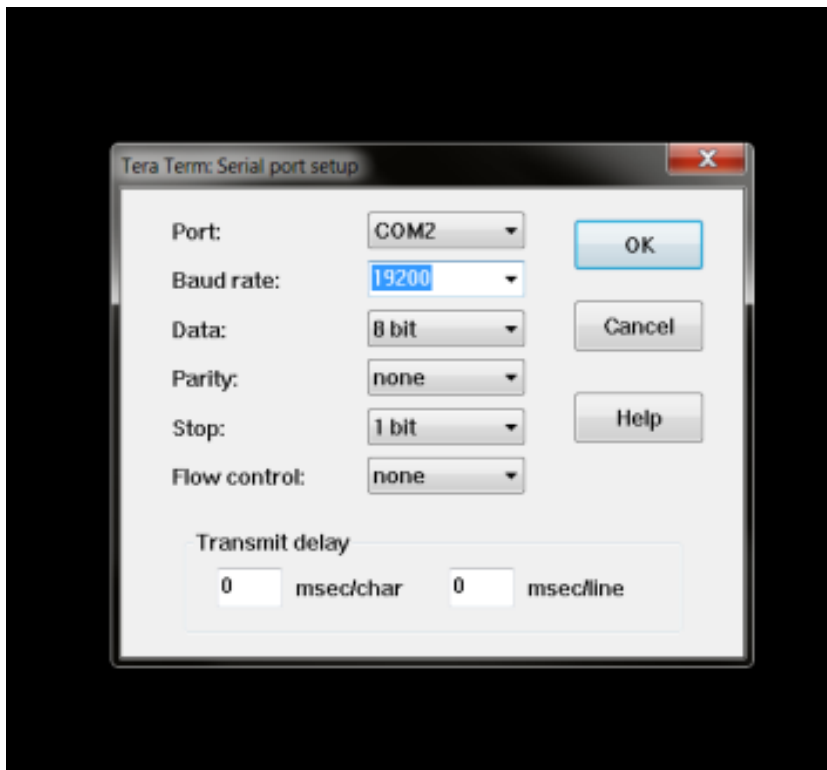 Tera Term: Serial port setup
Port: COM2
OK
Baud rate: 19200
Data: 8 bit
Cancel
Parity: none
Stop: 1 bit
Help
Flow control: none
Transmit delay
0 msec/char 0 msec/line